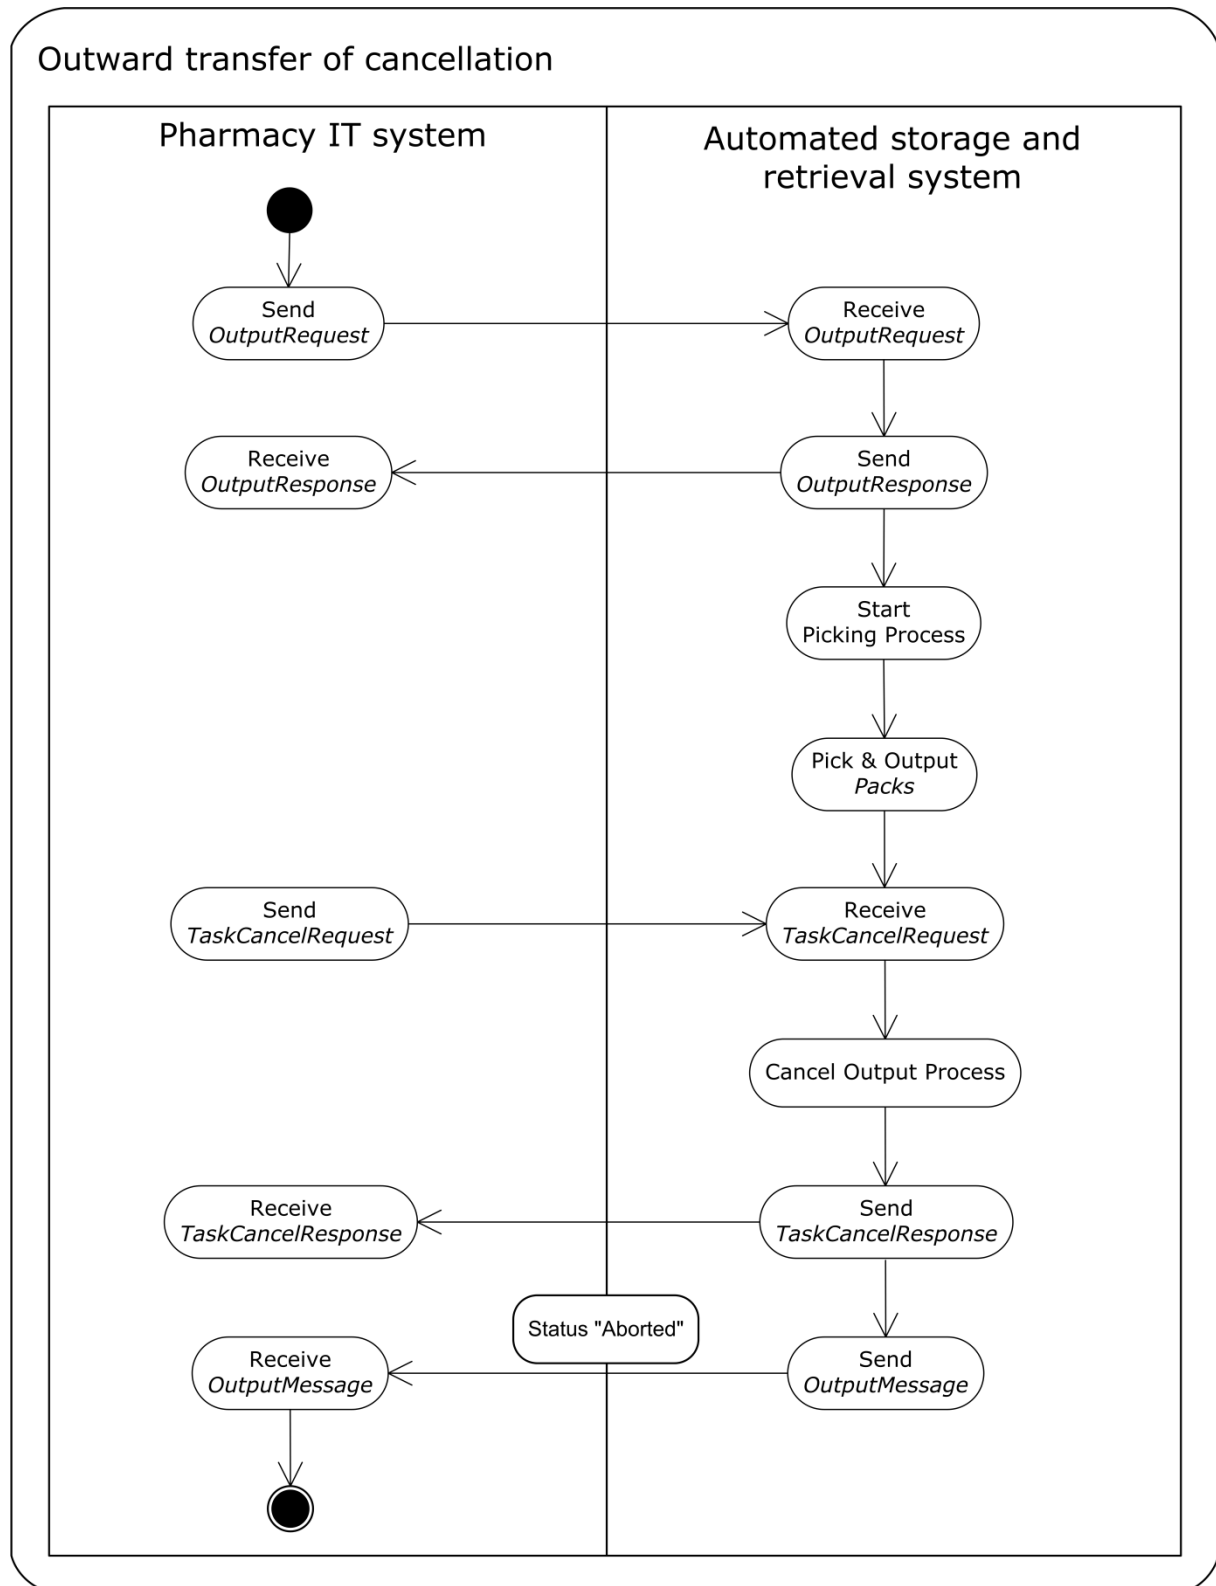 Outward transfer of cancellation
Pharmacy IT system
Automated storage and
retrieval system
Send
OutputRequest
Receive
OutputRequest
Receive
OutputResponse
Send
OutputResponse
Start
Picking Process
Pick & Output
Packs
Send
TaskCancelRequest
Receive
TaskCancelRequest
Cancel Output Process
Receive
TaskCancelResponse
Send
TaskCancelResponse
Status "Aborted"
Receive
OutputMessage
Send
OutputMessage